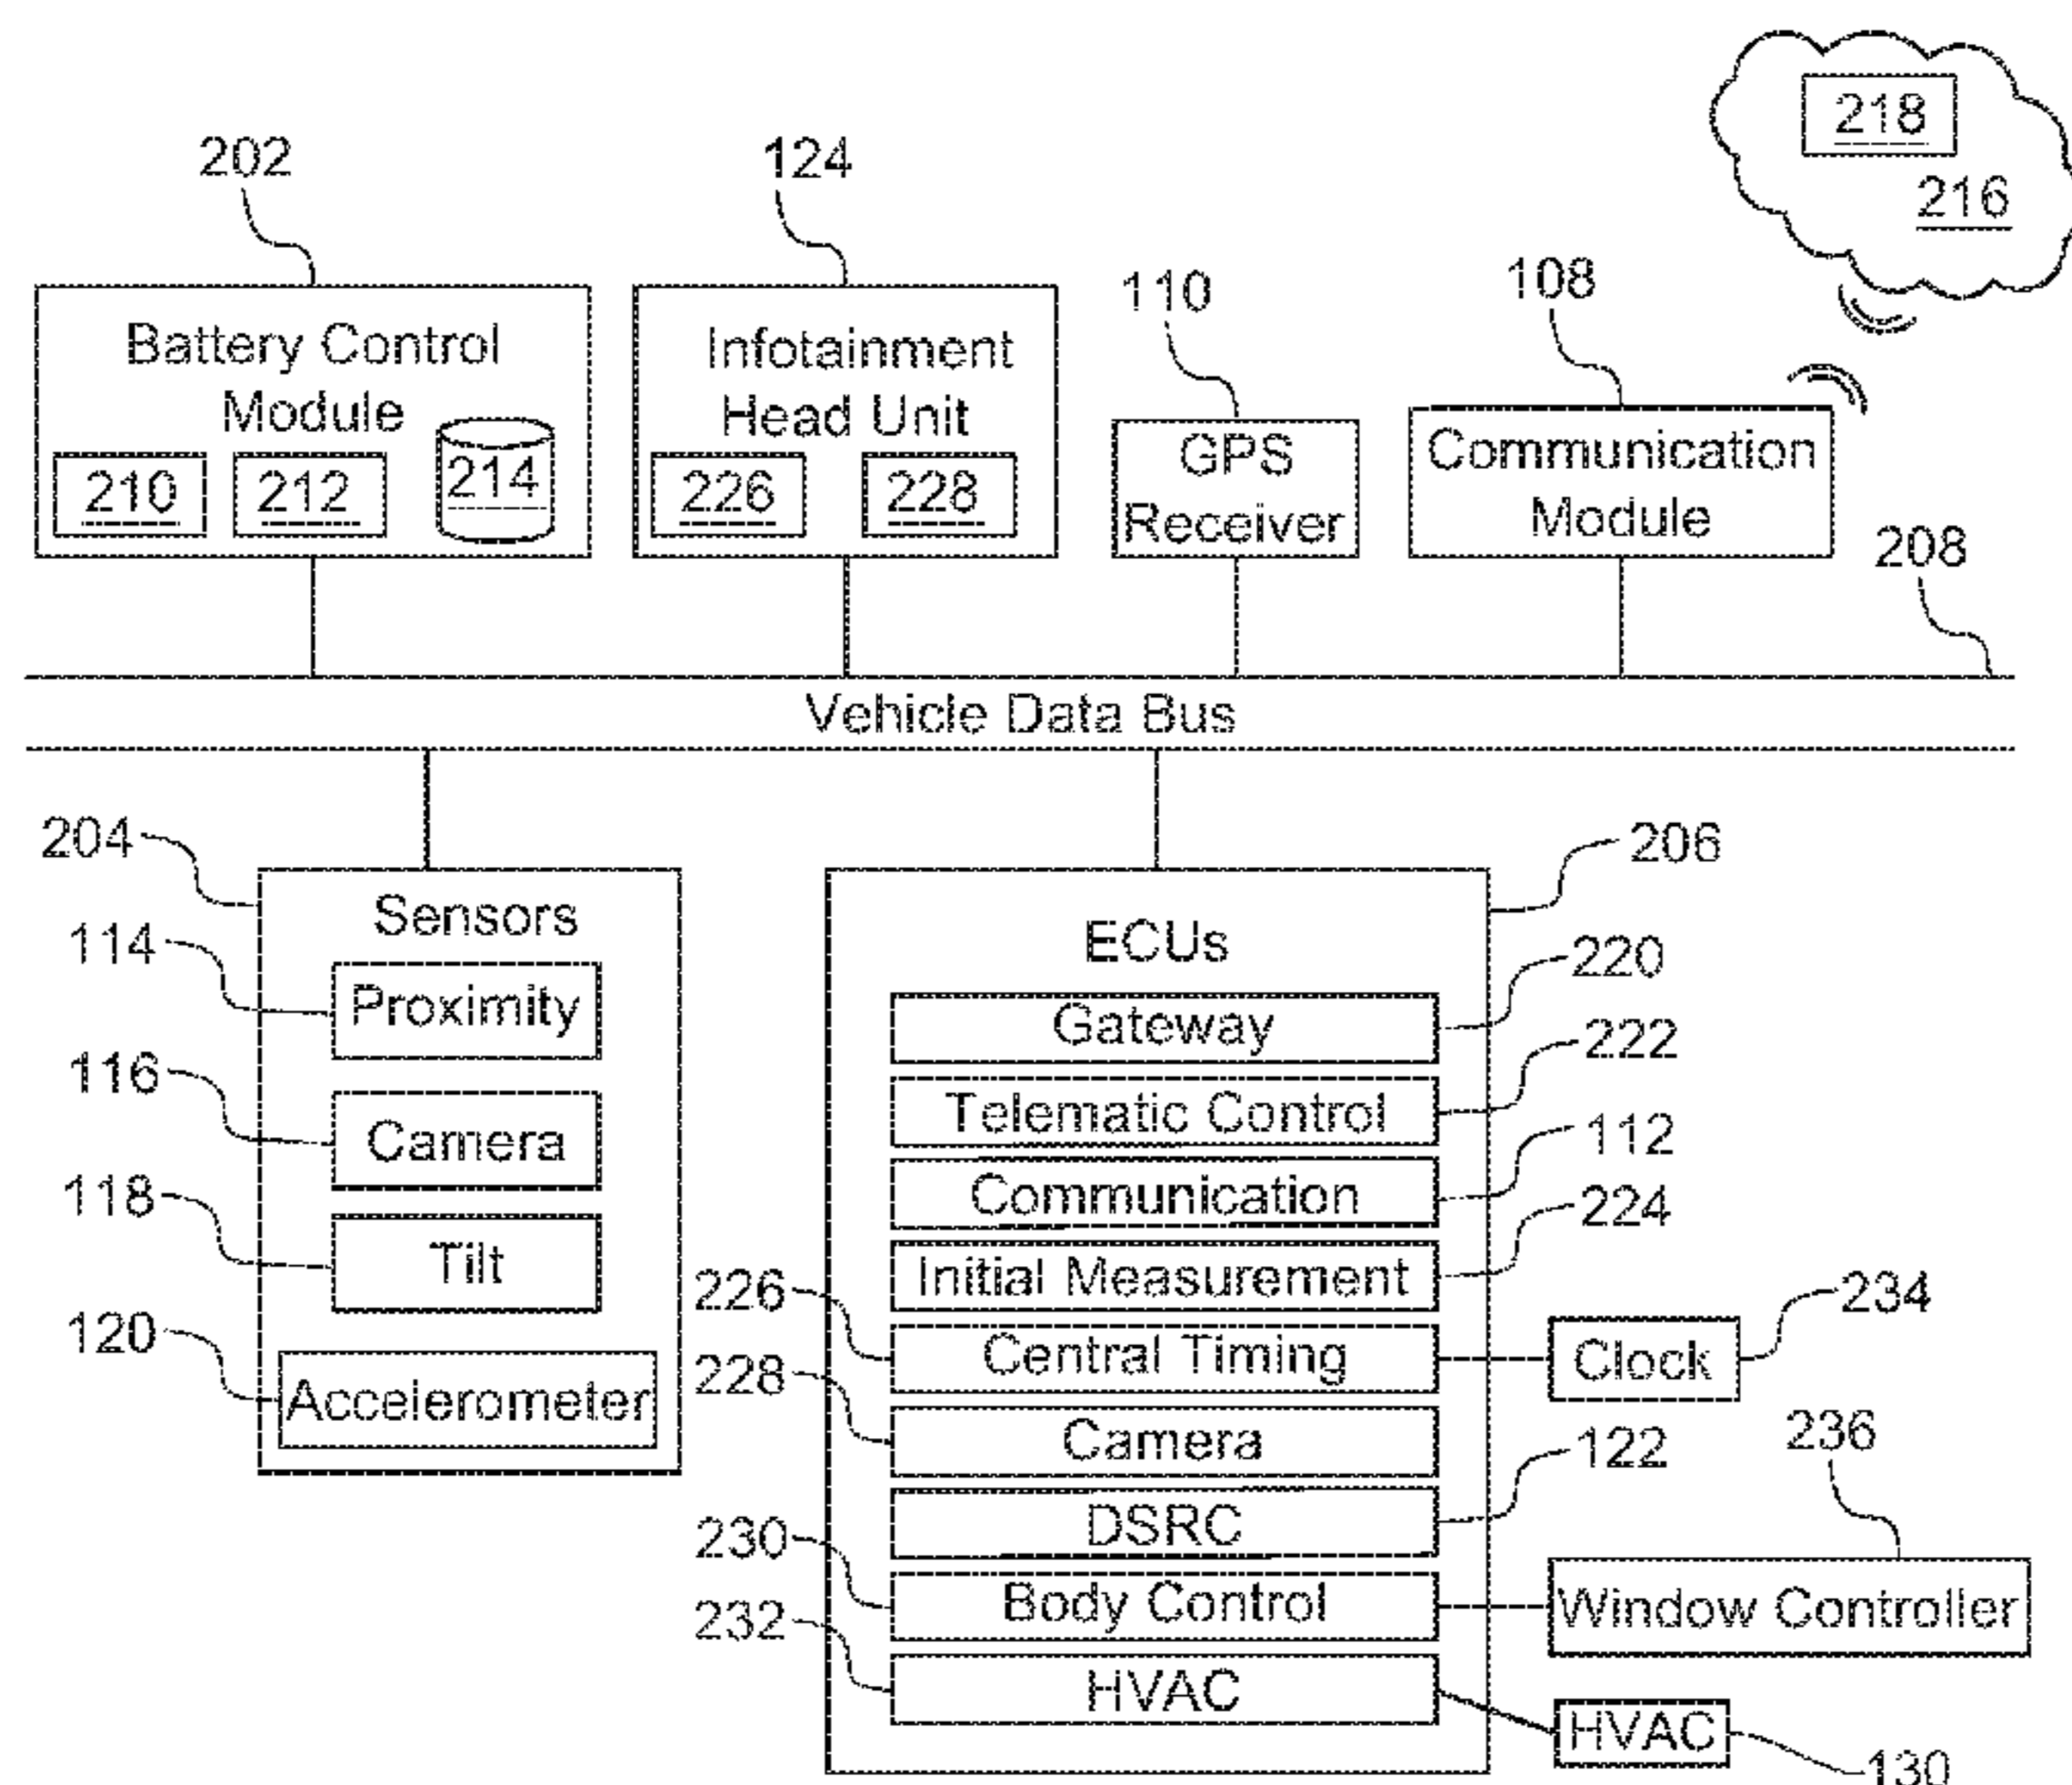 218
216
202
124
110
108
Battery Control
Module
210
212
214
Infotainment
Head Unit
226
228
GPS
Receiver
Communication
Module
208
Vehicle Data Bus
204
Sensors
114
Proximity
116
Camera
118
Tilt
120
Accelerometer
206
ECUs
Gateway
220
Telematic Control
222
Communication
112
Initial Measurement
224
226
Central Timing
Clock
234
228
Camera
DSRC
122
230
Body Control
Window Controller
236
232
HVAC
HVAC
130